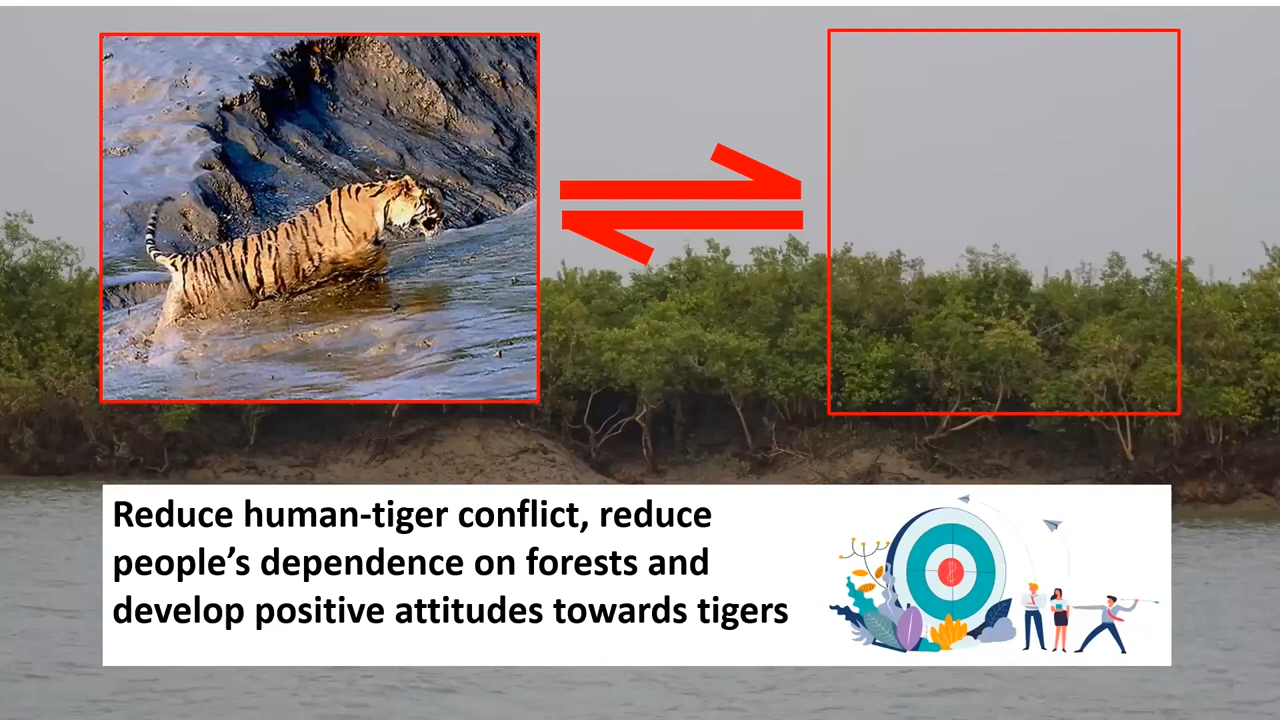 Reduce human-tiger conflict, reduce
people’s dependence on forests and
develop positive attitudes towards tigers